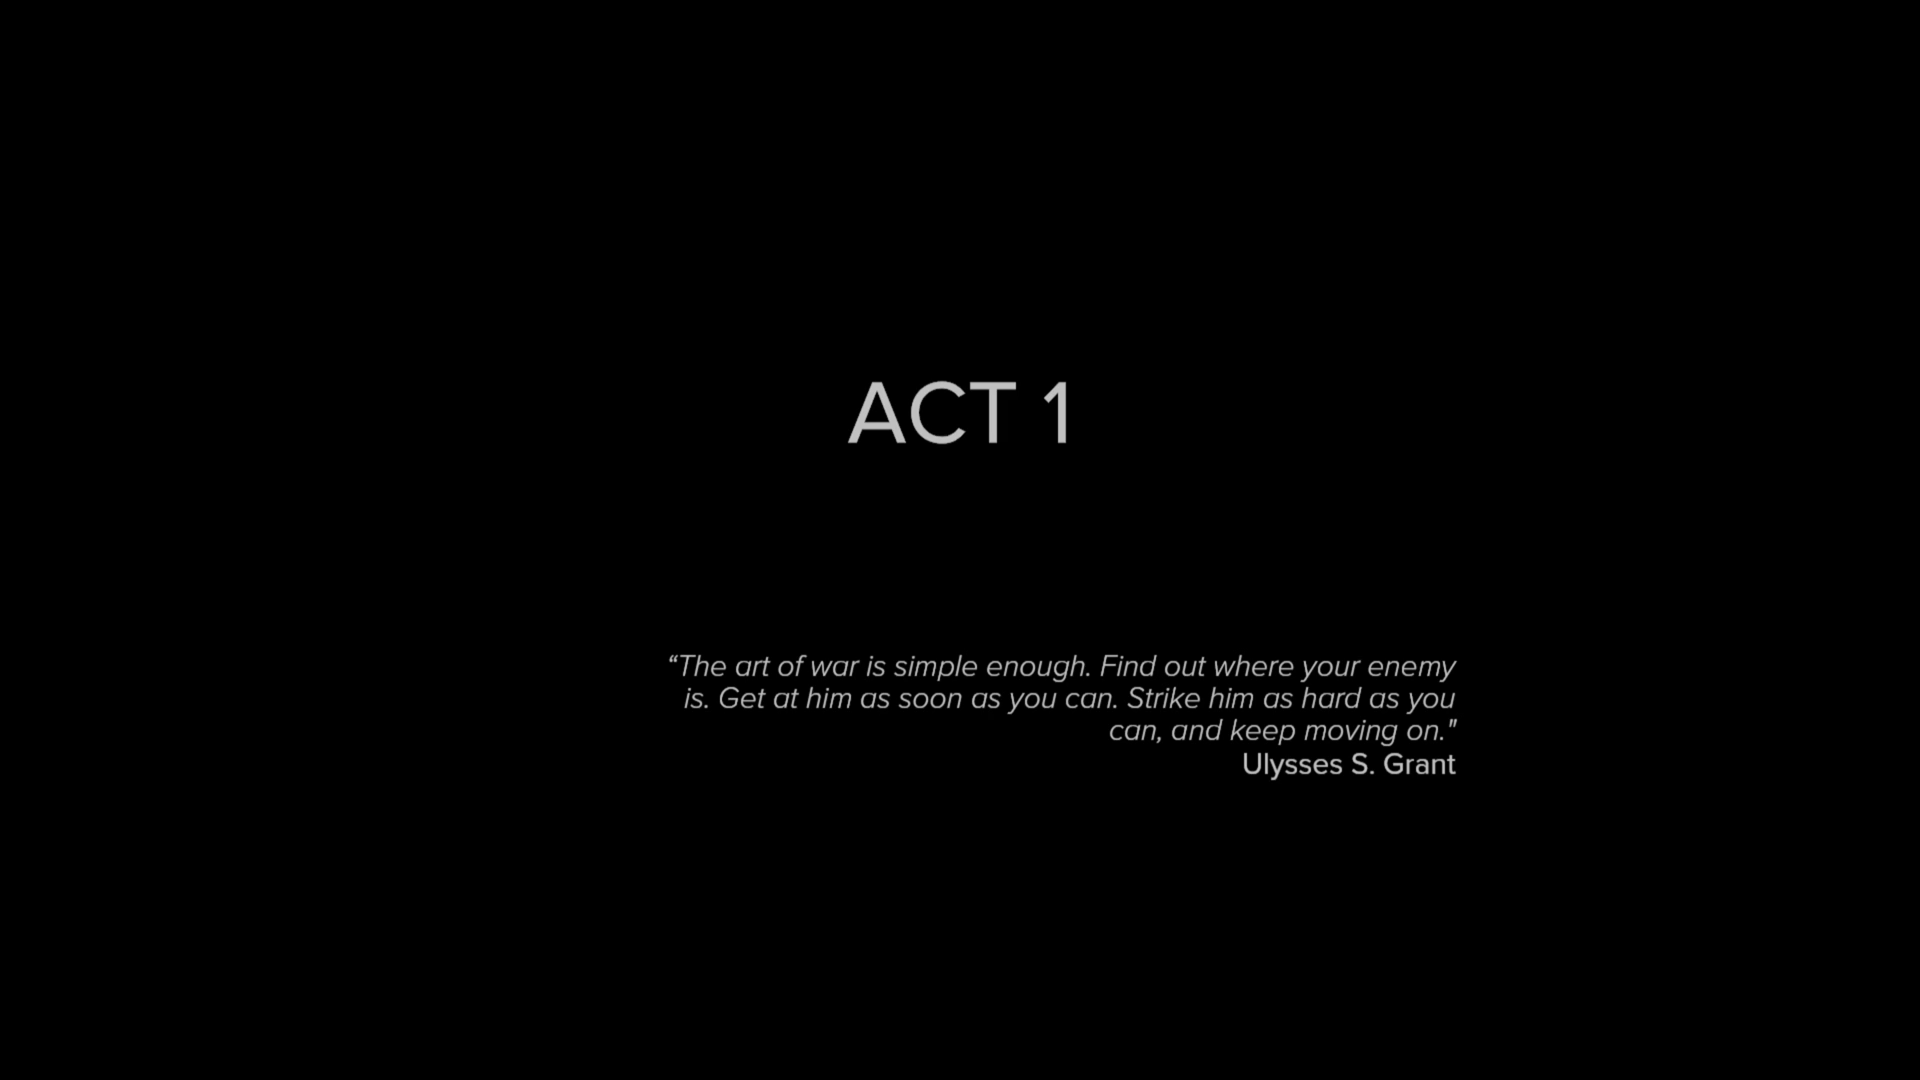 ACT 1
“The art of war is simple enough. Find out where your enemy
is. Get at him as soon as you can. Strike him as hard as you
can, and keep moving on."
Ulysses S. Grant